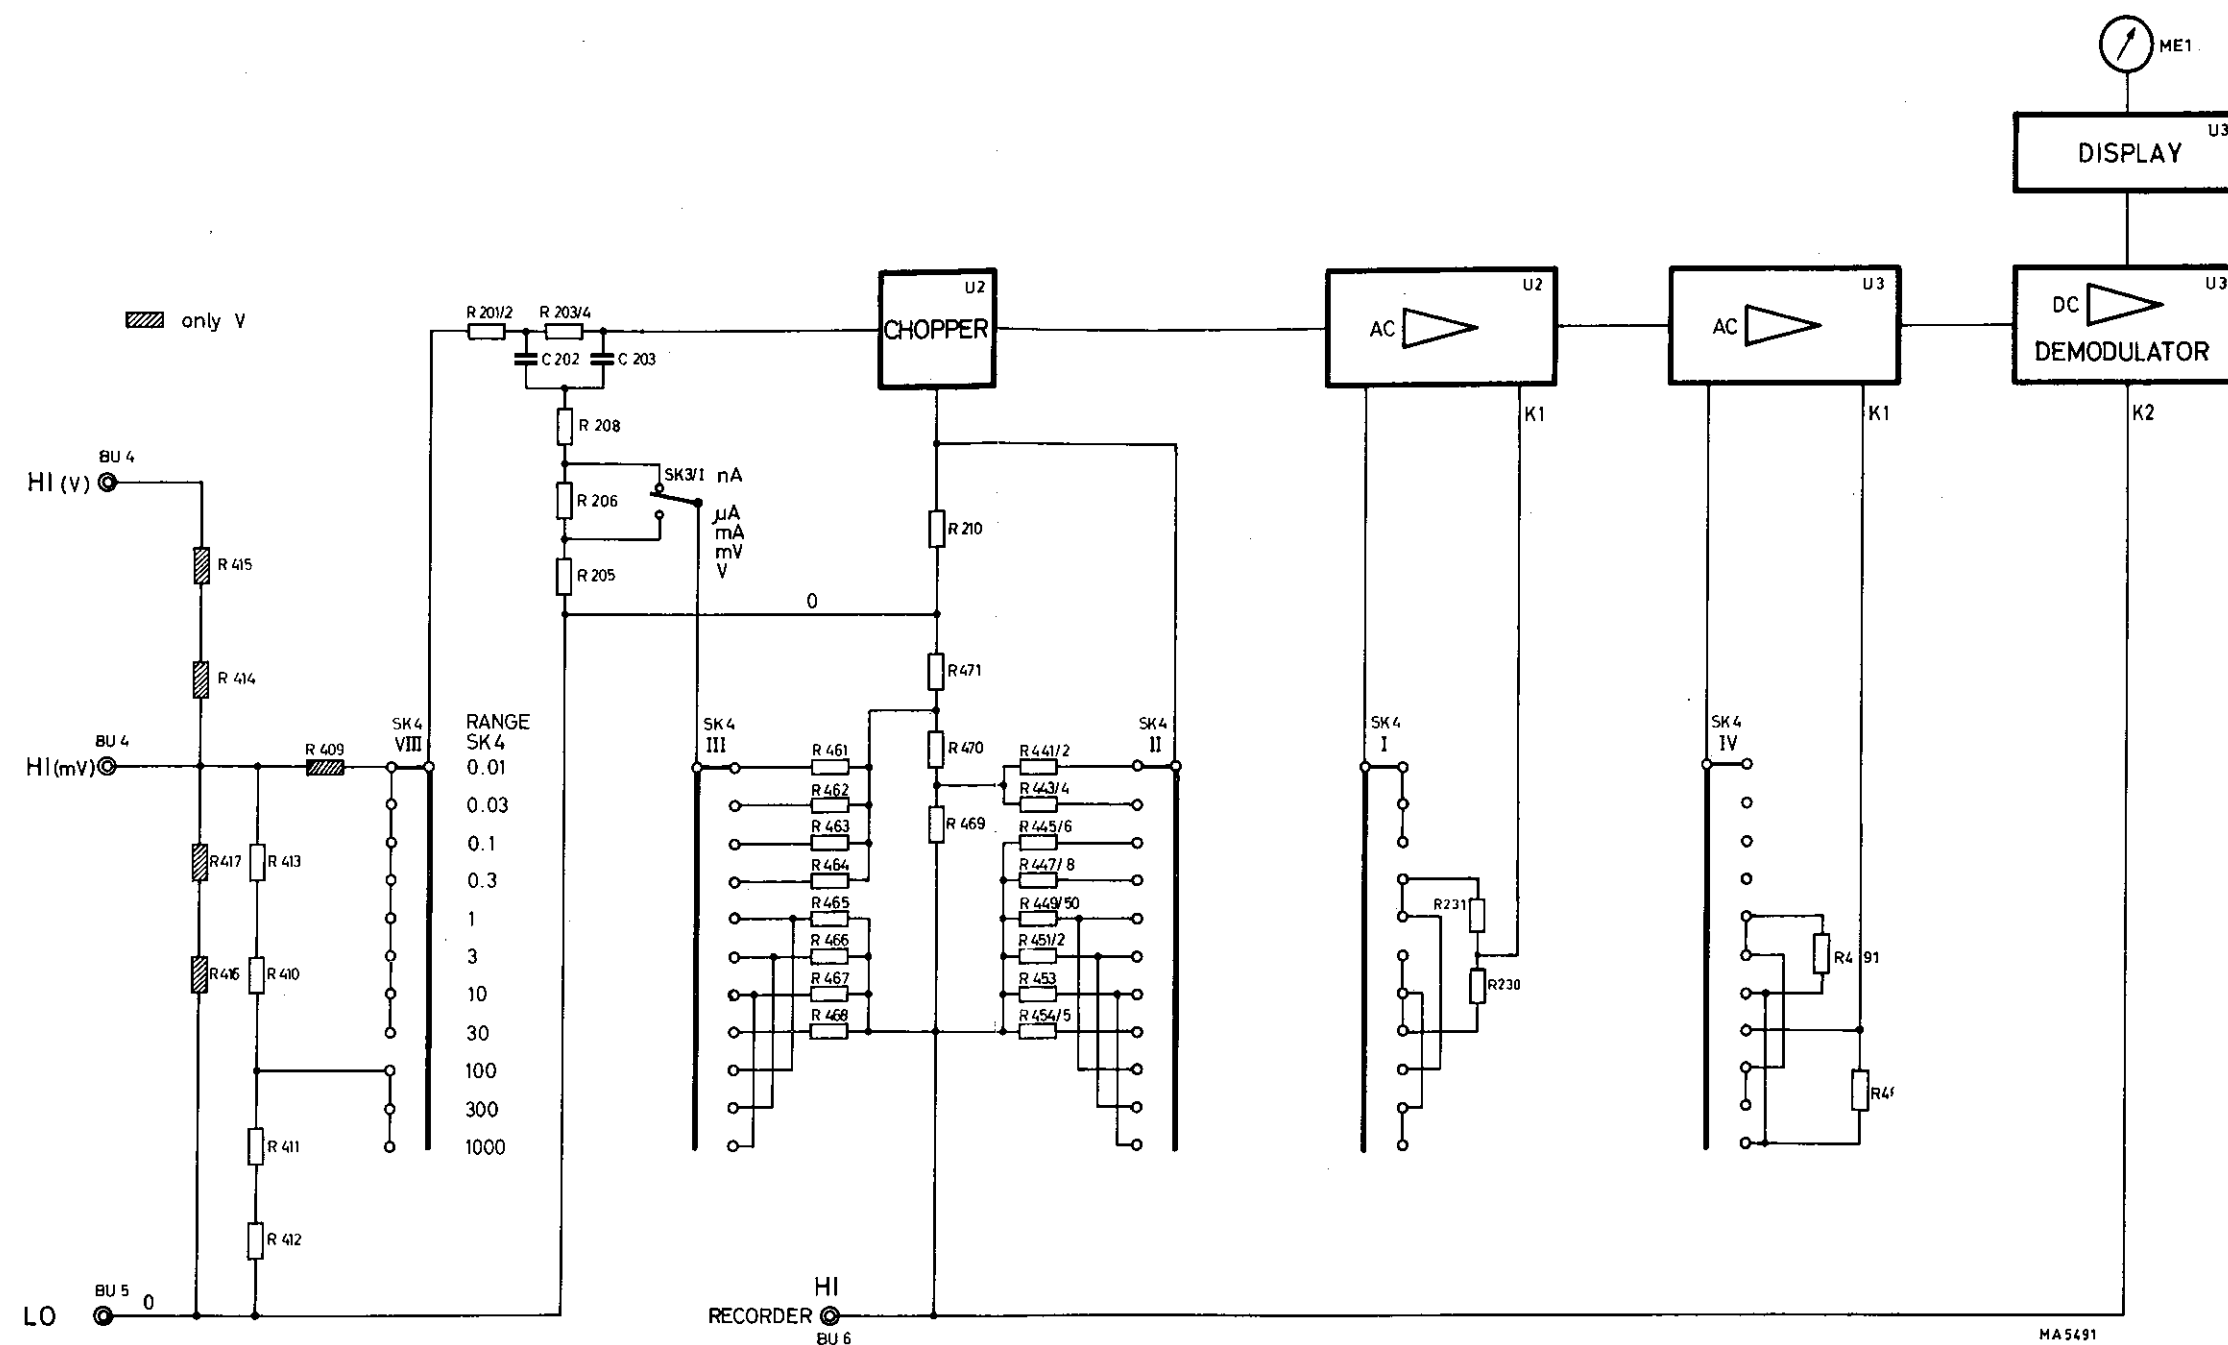 ME1
U3
DISPLAY
U2
CHOPPER
U2
AC
U3
AC
U3
DC
DEMODULATOR
only V
R 201/2
R 203/4
C 202
C 203
R 208
K1
K1
K2
BU 4
HI (V)
SK3/I
nA
µA
mA
mV
V
R 206
R 210
R 415
R 205
0
R 414
R 471
BU 4
HI (mV)
R 409
SK4
VIII
RANGE
SK4
SK4
III
SK4
II
SK4
I
SK4
IV
0.01
0.03
0.1
0.3
1
3
10
30
100
300
1000
R 461
R 462
R 463
R 464
R 465
R 466
R 467
R 468
R 470
R 469
R 441/2
R 443/4
R 445/6
R 447/8
R 449/50
R 451/2
R 453
R 454/5
R417
R 413
R416
R 410
R 411
R 412
R231
R230
BU 5
LO
0
HI
RECORDER
BU 6
MA5491